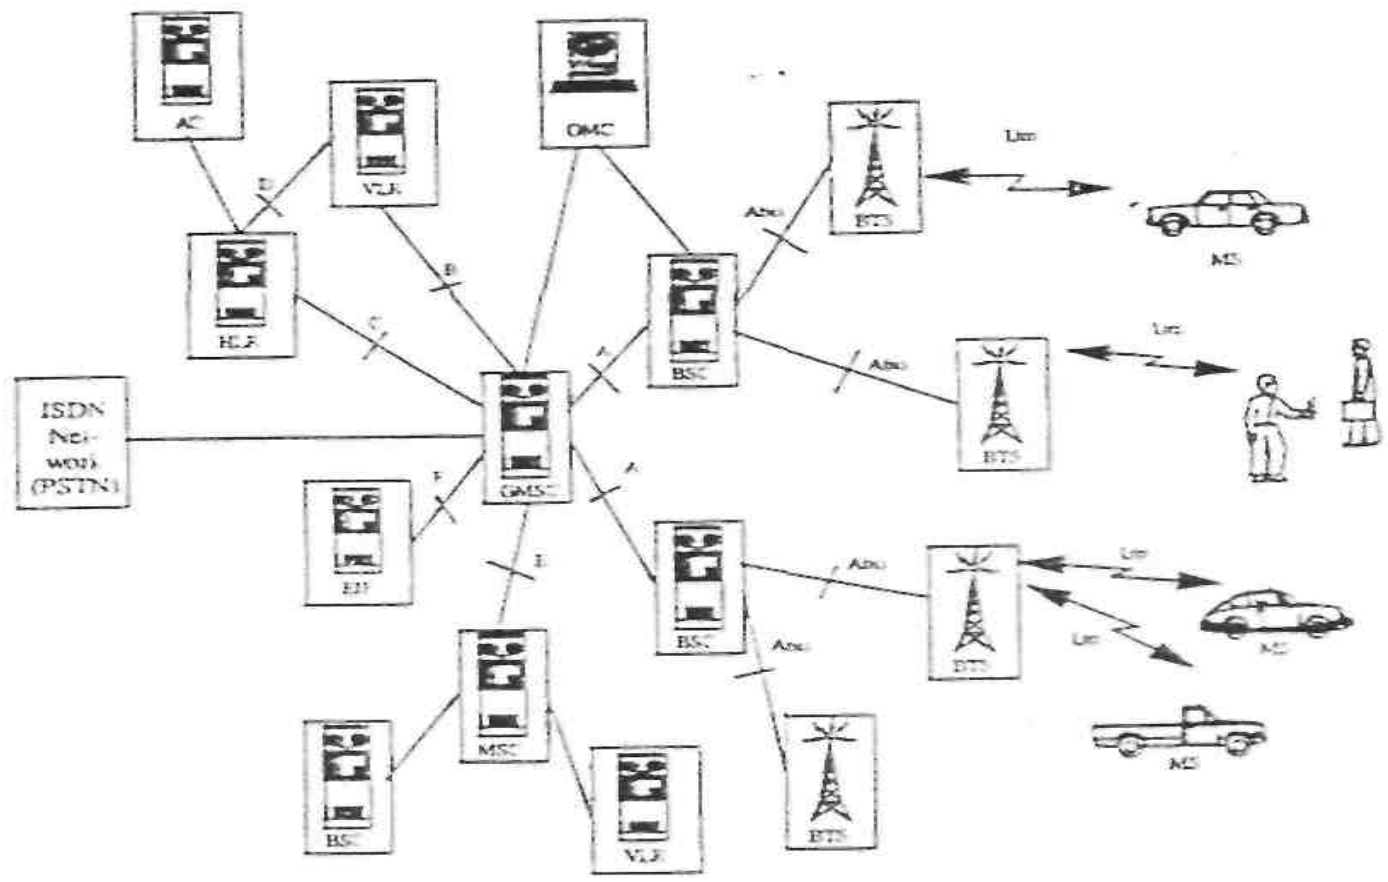 AC
VLR
OMC
D
BTS
Um
Abis
MS
HLR
B
C
A
BSC
Abis
BTS
Um
ISDN
Net-
work
(PSTN)
F
GMSC
A
E
BSC
Abis
BTS
Um
Um
MS
Abis
MSC
BSC
VLR
BTS
MS